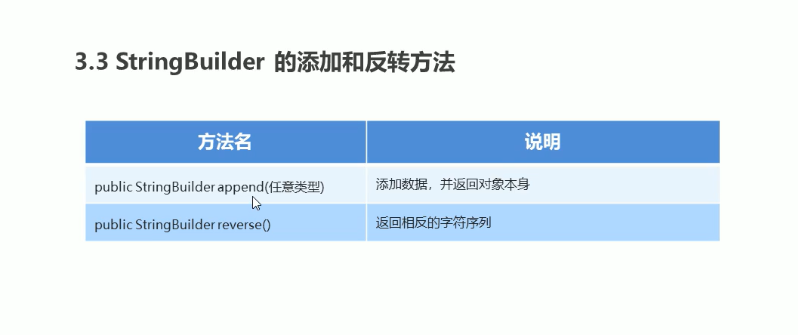 3.3 StringBuilder 的添加和反转方法
方法名 说明
public StringBuilder append(任意类型) 添加数据，并返回对象本身
public StringBuilder reverse() 返回相反的字符序列